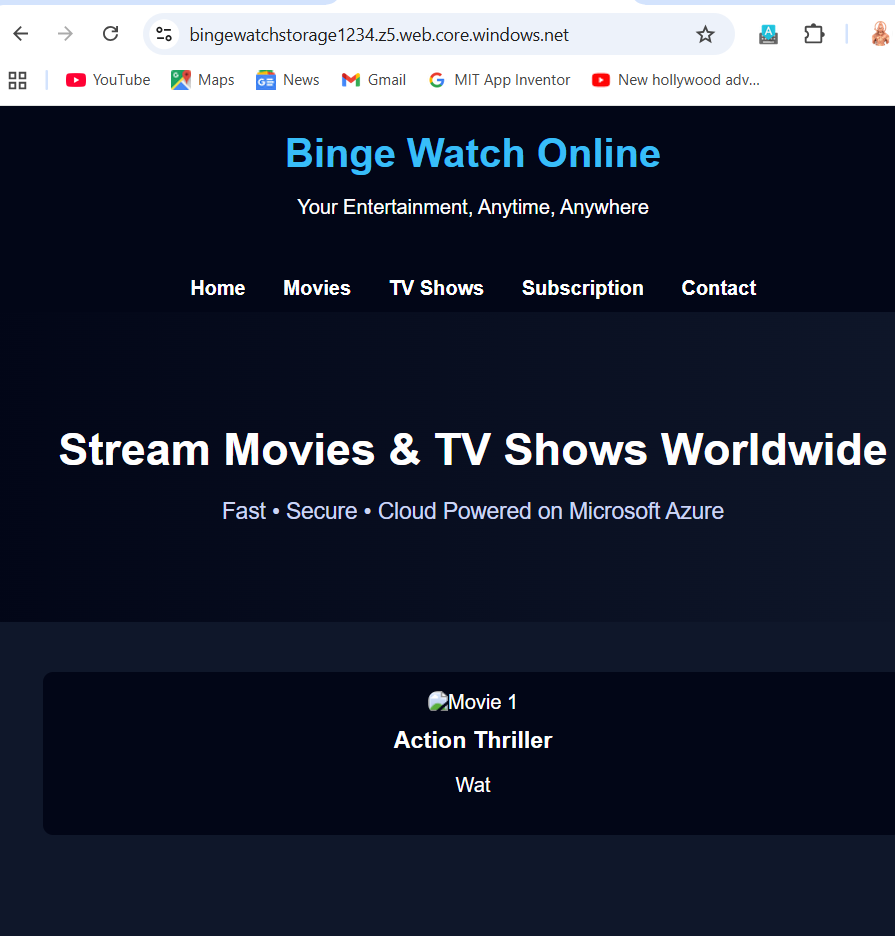 bingewatchstorage1234.z5.web.core.windows.net
YouTube Maps News Gmail MIT App Inventor New hollywood adv...
Binge Watch Online
Your Entertainment, Anytime, Anywhere
Home Movies TV Shows Subscription Contact
Stream Movies & TV Shows Worldwide
Fast • Secure • Cloud Powered on Microsoft Azure
Movie 1
Action Thriller
Wat